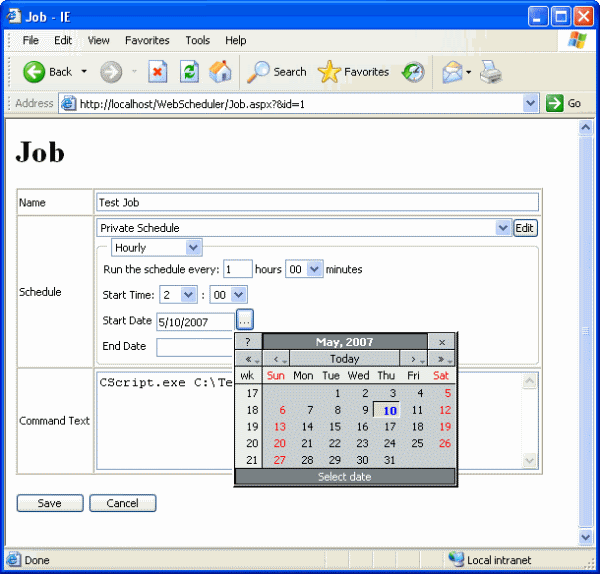 Job - IE
File Edit View Favorites Tools Help
Back Search Favorites
Address http://localhost/WebScheduler/Job.aspx?&id=1 Go
Job
Name Test Job
Private Schedule Edit
Hourly
Run the schedule every: 1 hours 00 minutes
Schedule
Start Time: 2 : 00
Start Date 5/10/2007 ...
End Date
? May, 2007 ×
« ‹ Today › »
wk Sun Mon Tue Wed Thu Fri Sat
17 1 2 3 4 5
18 6 7 8 9 10 11 12
19 13 14 15 16 17 18 19
20 20 21 22 23 24 25 26
21 27 28 29 30 31
Select date
Command Text
CScript.exe C:\Te
Save Cancel
Done Local intranet